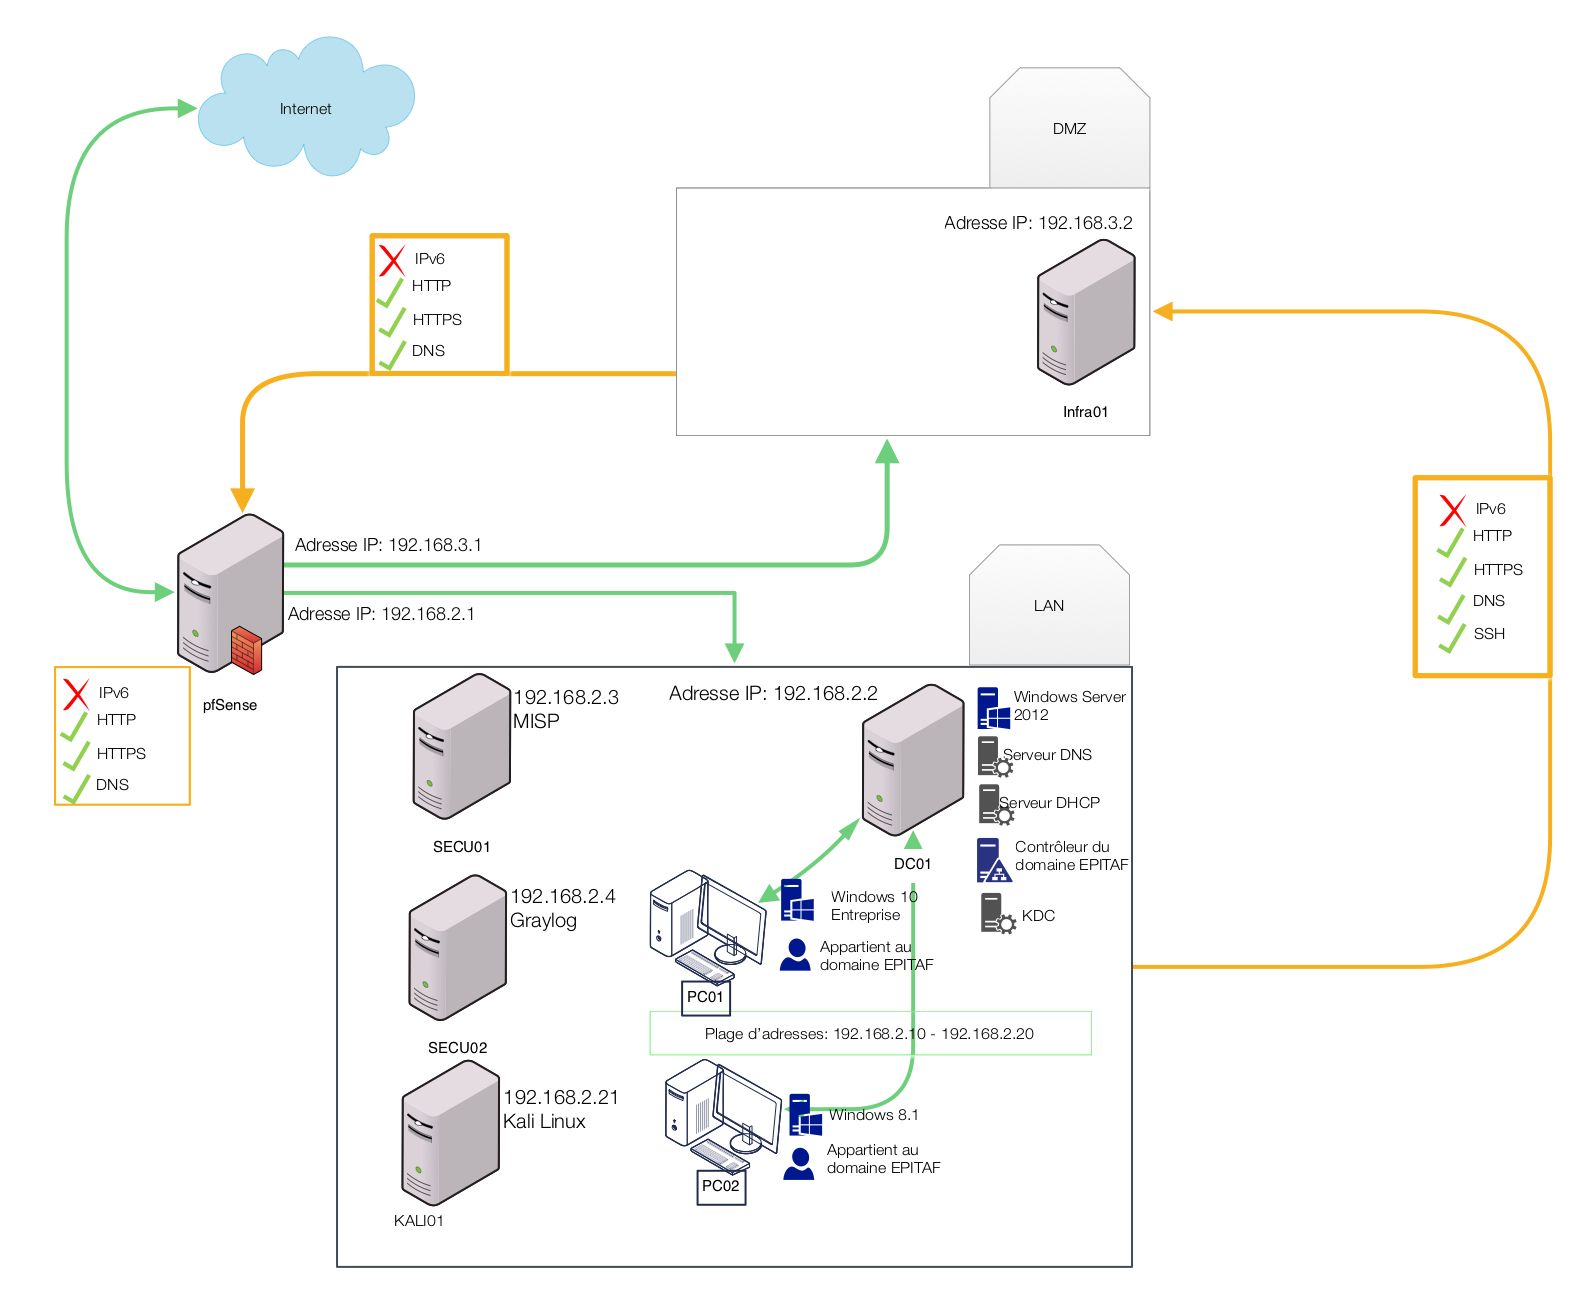 Internet
DMZ
Adresse IP: 192.168.3.2
Infra01
IPv6
HTTP
HTTPS
DNS
Adresse IP: 192.168.3.1
Adresse IP: 192.168.2.1
pfSense
IPv6
HTTP
HTTPS
DNS
IPv6
HTTP
HTTPS
DNS
SSH
LAN
192.168.2.3
MISP
SECU01
192.168.2.4
Graylog
SECU02
192.168.2.21
Kali Linux
KALI01
Adresse IP: 192.168.2.2
DC01
Windows Server
2012
Serveur DNS
Serveur DHCP
Contrôleur du
domaine EPITAF
KDC
Windows 10
Entreprise
Appartient au
domaine EPITAF
PC01
Plage d’adresses: 192.168.2.10 - 192.168.2.20
Windows 8.1
Appartient au
domaine EPITAF
PC02